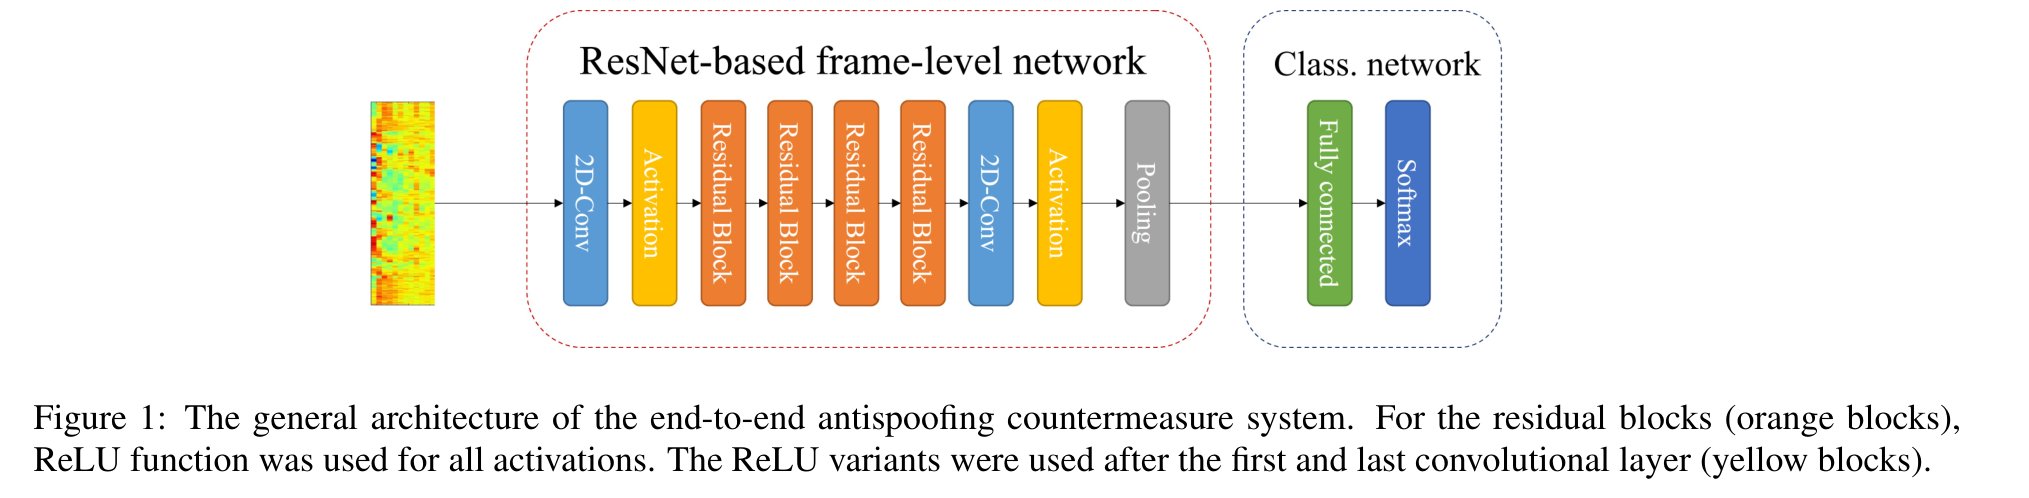 ResNet-based frame-level network
Class. network
2D-Conv
Activation
Residual Block
Residual Block
Residual Block
Residual Block
2D-Conv
Activation
Pooling
Fully connected
Softmax
Figure 1: The general architecture of the end-to-end antispoofing countermeasure system. For the residual blocks (orange blocks),
ReLU function was used for all activations. The ReLU variants were used after the first and last convolutional layer (yellow blocks).